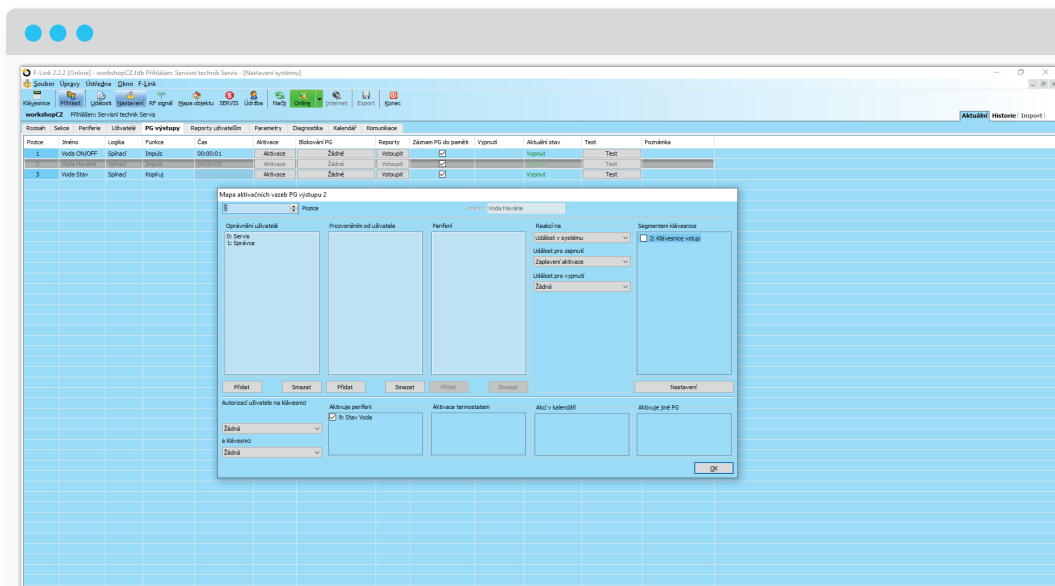 F-Link 2.2.2 [Online] - workshopCZ.fdb Přihlášen: Servisní technik Servis - [Nastavení systému]
Soubor Úpravy Ústředna Okno F-Link
Klávesnice Přihlásit Události Nastavení RF signál Mapa objektu SERVIS Údržba Načti Online Internet Export Konec
workshopCZ Přihlášen: Servisní technik Servis Aktuální Historie Import
Rozsah Sekce Periferie Uživatelé PG výstupy Reporty uživatelům Parametry Diagnostika Kalendář Komunikace
Pozice Jméno Logika Funkce Čas Aktivace Blokování PG Reporty Záznam PG do paměti Vypnutí Aktuální stav Test Poznámka
1 Voda ON/OFF Spínací Impulz 00:00:01 Aktivace Žádné Vstoupit Vypnut Test
2 Voda Havárie Spínací Impulz 00:00:03 Aktivace Žádné Vstoupit Vypnut Test
3 Voda Stav Spínací Kopíruj Aktivace Žádné Vstoupit Vypnut Test
Mapa aktivačních vazeb PG výstupu 2
2 Pozice Jméno Voda Havárie
Oprávnění uživatelé Prozvoněním od uživatele Periferií Reakcí na Segmentem klávesnice
0: Servis
1: Správce
Událost v systému
2: Klávesnice vstup
Událost pro zapnutí
Zaplavení aktivace
Událost pro vypnutí
Žádná
Přidat Smazat Přidat Smazat Přidat Smazat Nastavení
Autorizací uživatele na klávesnici Aktivuje periferii Aktivace termostatem Akcí v kalendáři Aktivuje jiné PG
9: Stav Voda
Žádná
a klávesnici
Žádná
OK